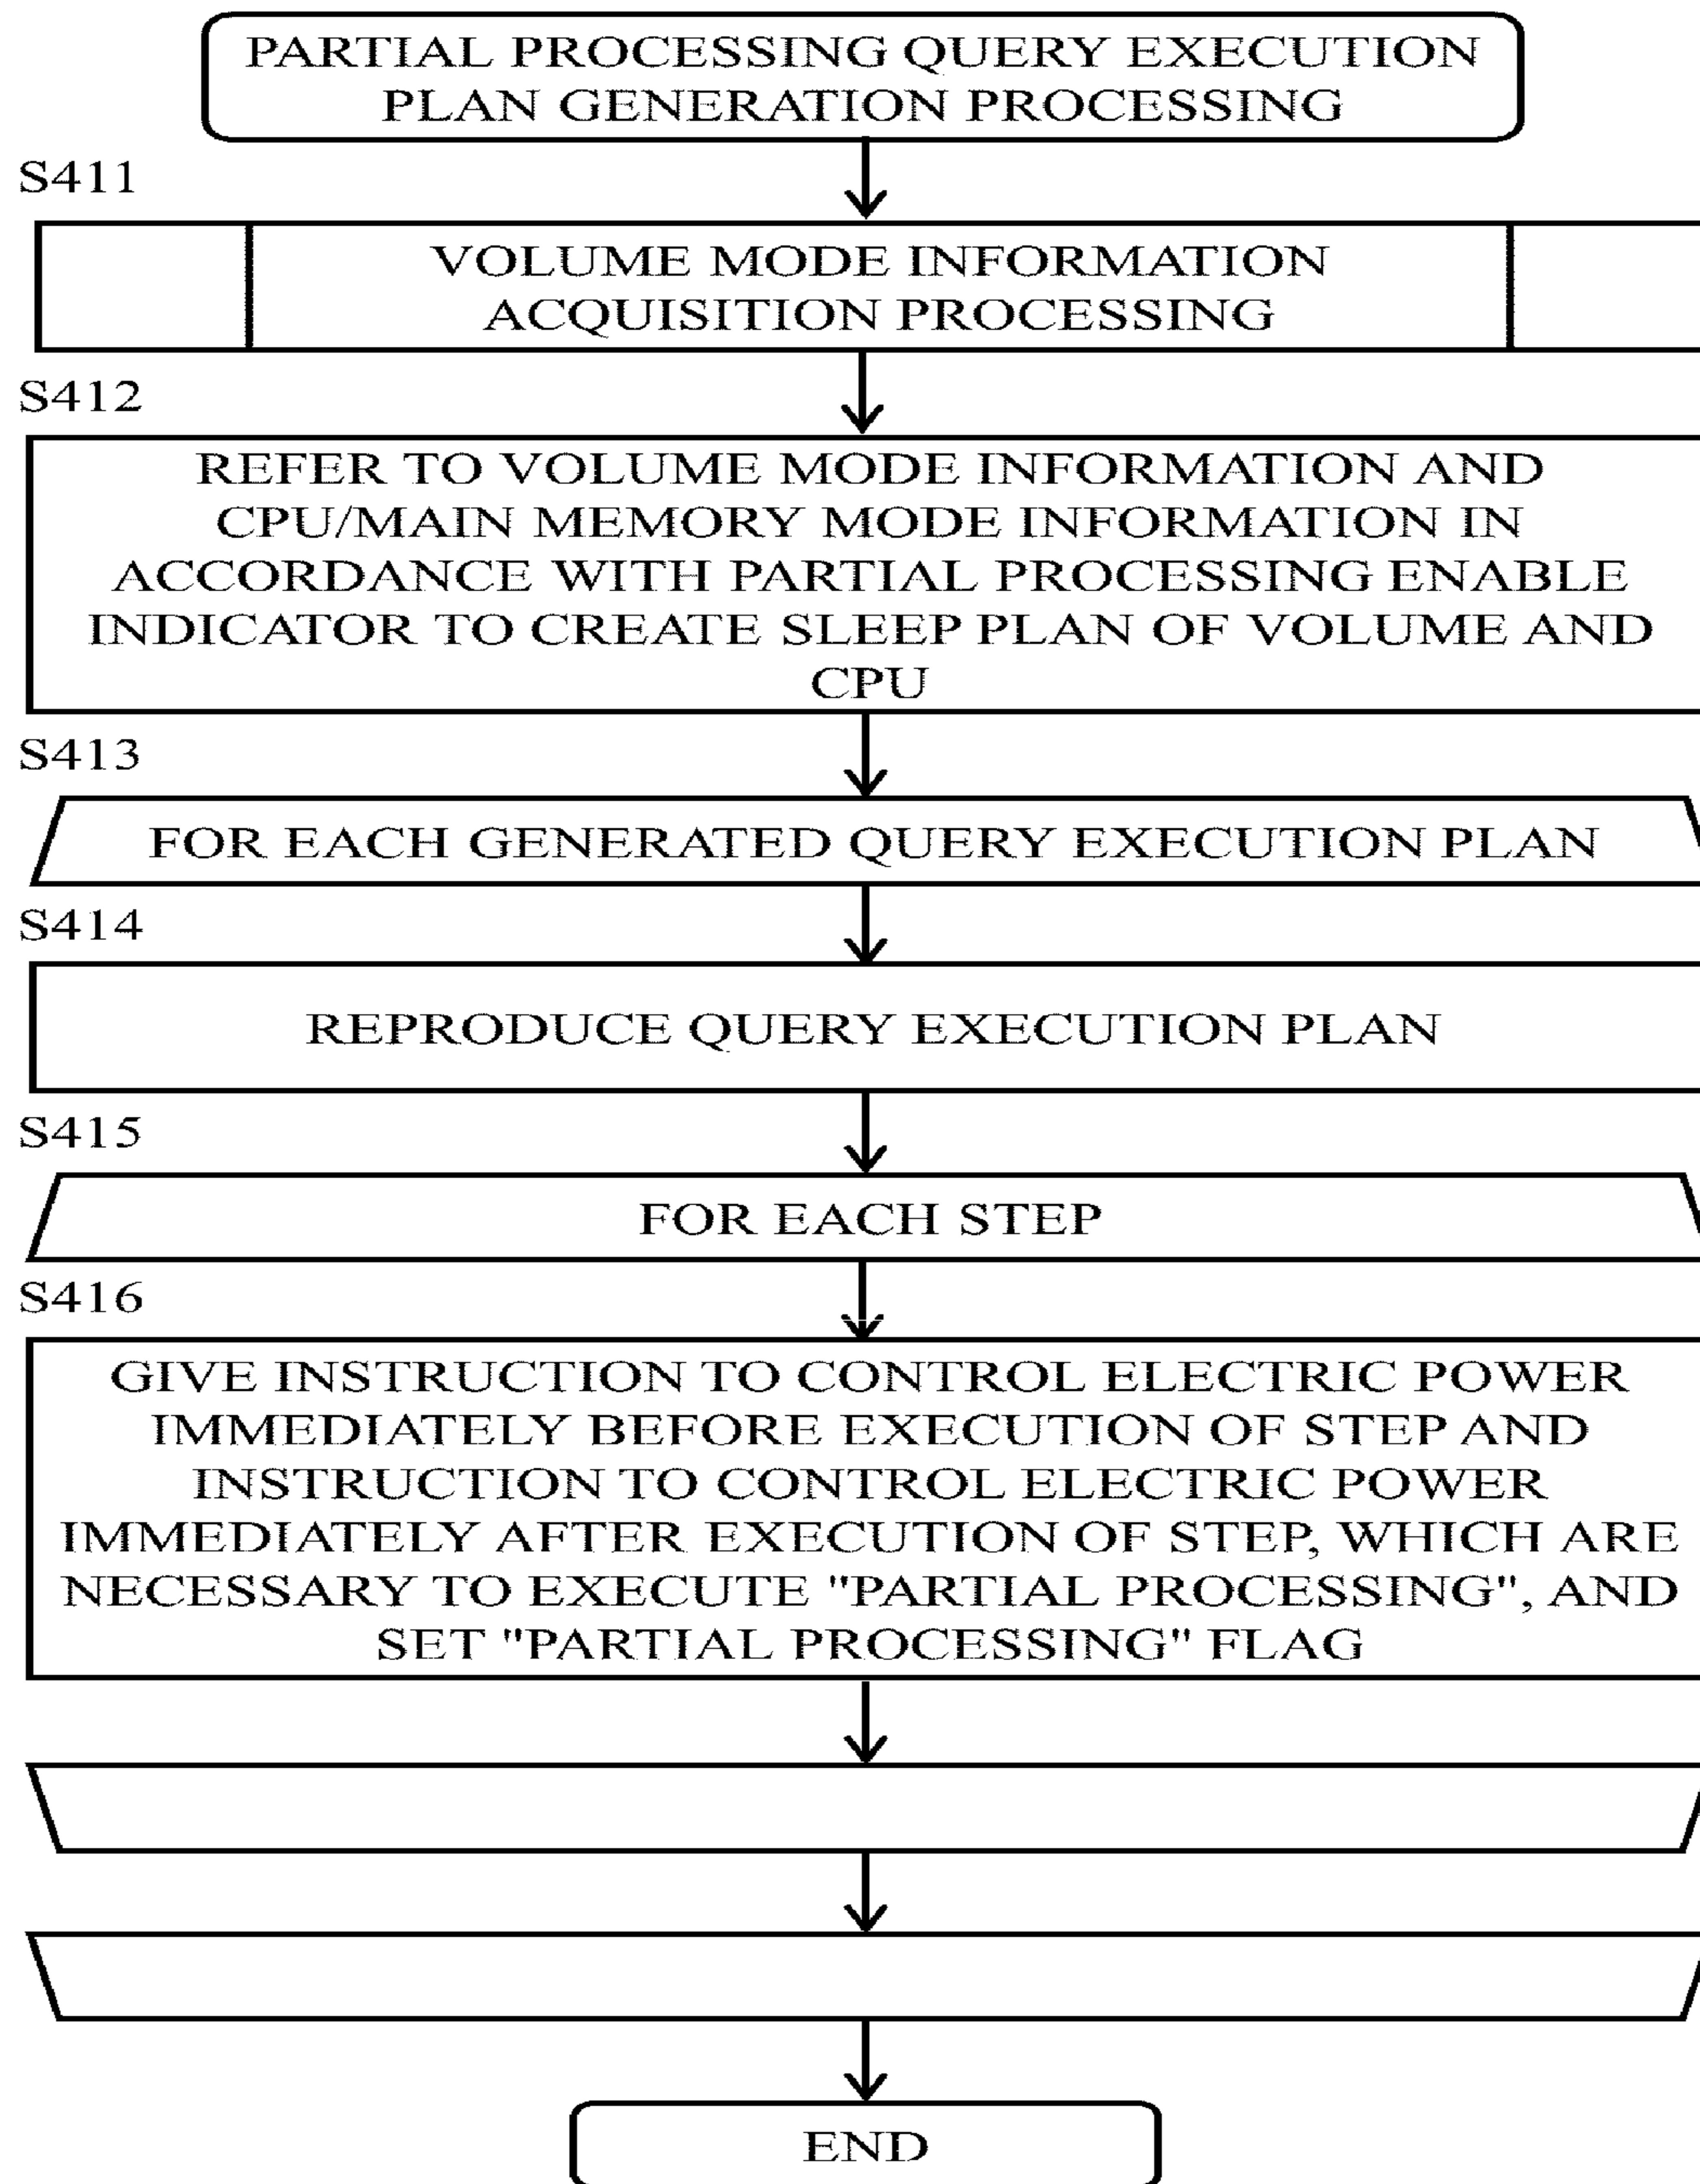 PARTIAL PROCESSING QUERY EXECUTION
PLAN GENERATION PROCESSING
S411
VOLUME MODE INFORMATION
ACQUISITION PROCESSING
S412
REFER TO VOLUME MODE INFORMATION AND
CPU/MAIN MEMORY MODE INFORMATION IN
ACCORDANCE WITH PARTIAL PROCESSING ENABLE
INDICATOR TO CREATE SLEEP PLAN OF VOLUME AND
CPU
S413
FOR EACH GENERATED QUERY EXECUTION PLAN
S414
REPRODUCE QUERY EXECUTION PLAN
S415
FOR EACH STEP
S416
GIVE INSTRUCTION TO CONTROL ELECTRIC POWER
IMMEDIATELY BEFORE EXECUTION OF STEP AND
INSTRUCTION TO CONTROL ELECTRIC POWER
IMMEDIATELY AFTER EXECUTION OF STEP, WHICH ARE
NECESSARY TO EXECUTE "PARTIAL PROCESSING", AND
SET "PARTIAL PROCESSING" FLAG
END